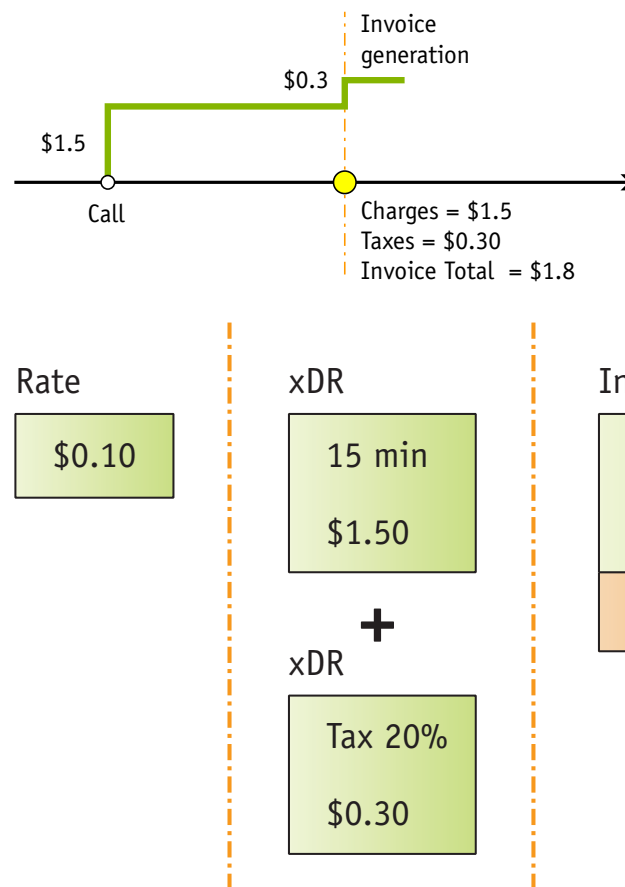 Invoice
generation
$0.3
$1.5
Call
Charges = $1.5
Taxes = $0.30
Invoice Total = $1.8
Rate
$0.10
xDR
15 min
$1.50
+
xDR
Tax 20%
$0.30